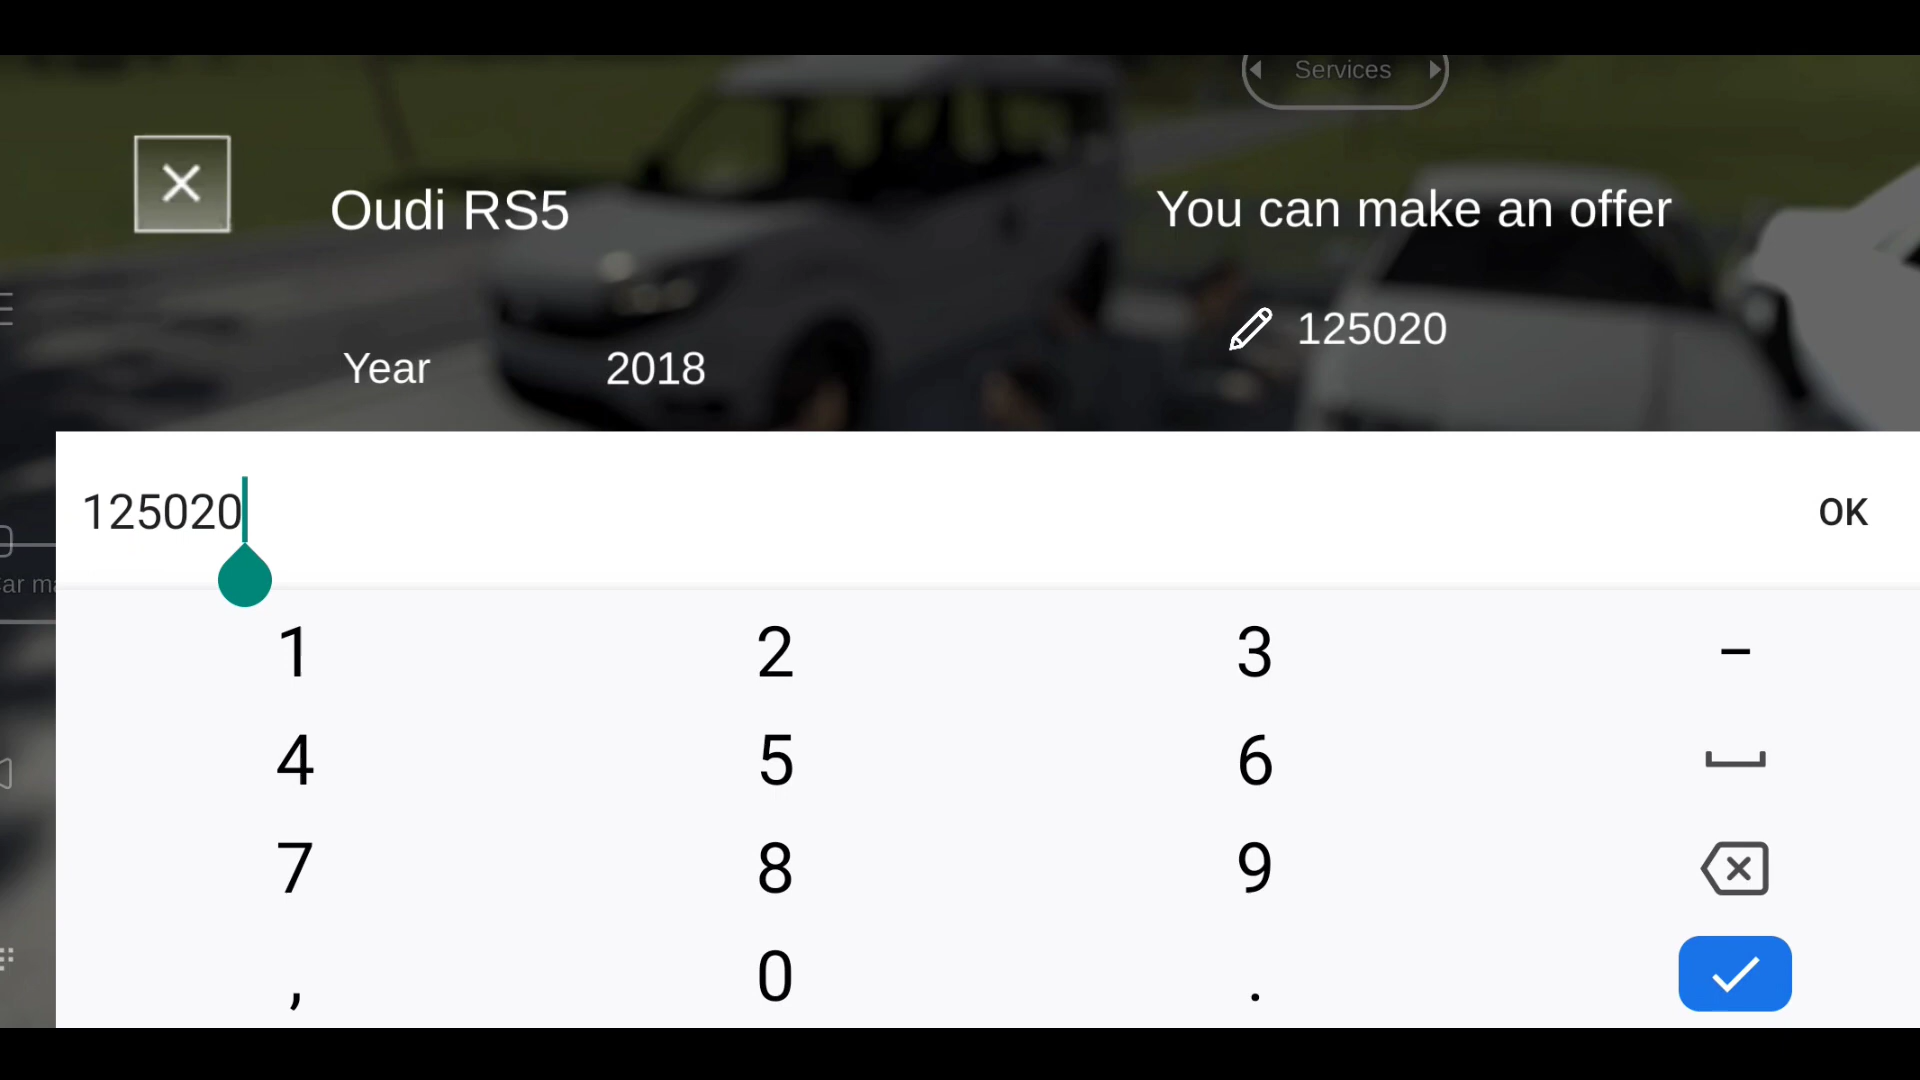 Services
Oudi RS5
You can make an offer
125020
Year 2018
125020
OK
1 2 3 –
4 5 6
7 8 9
, 0 .